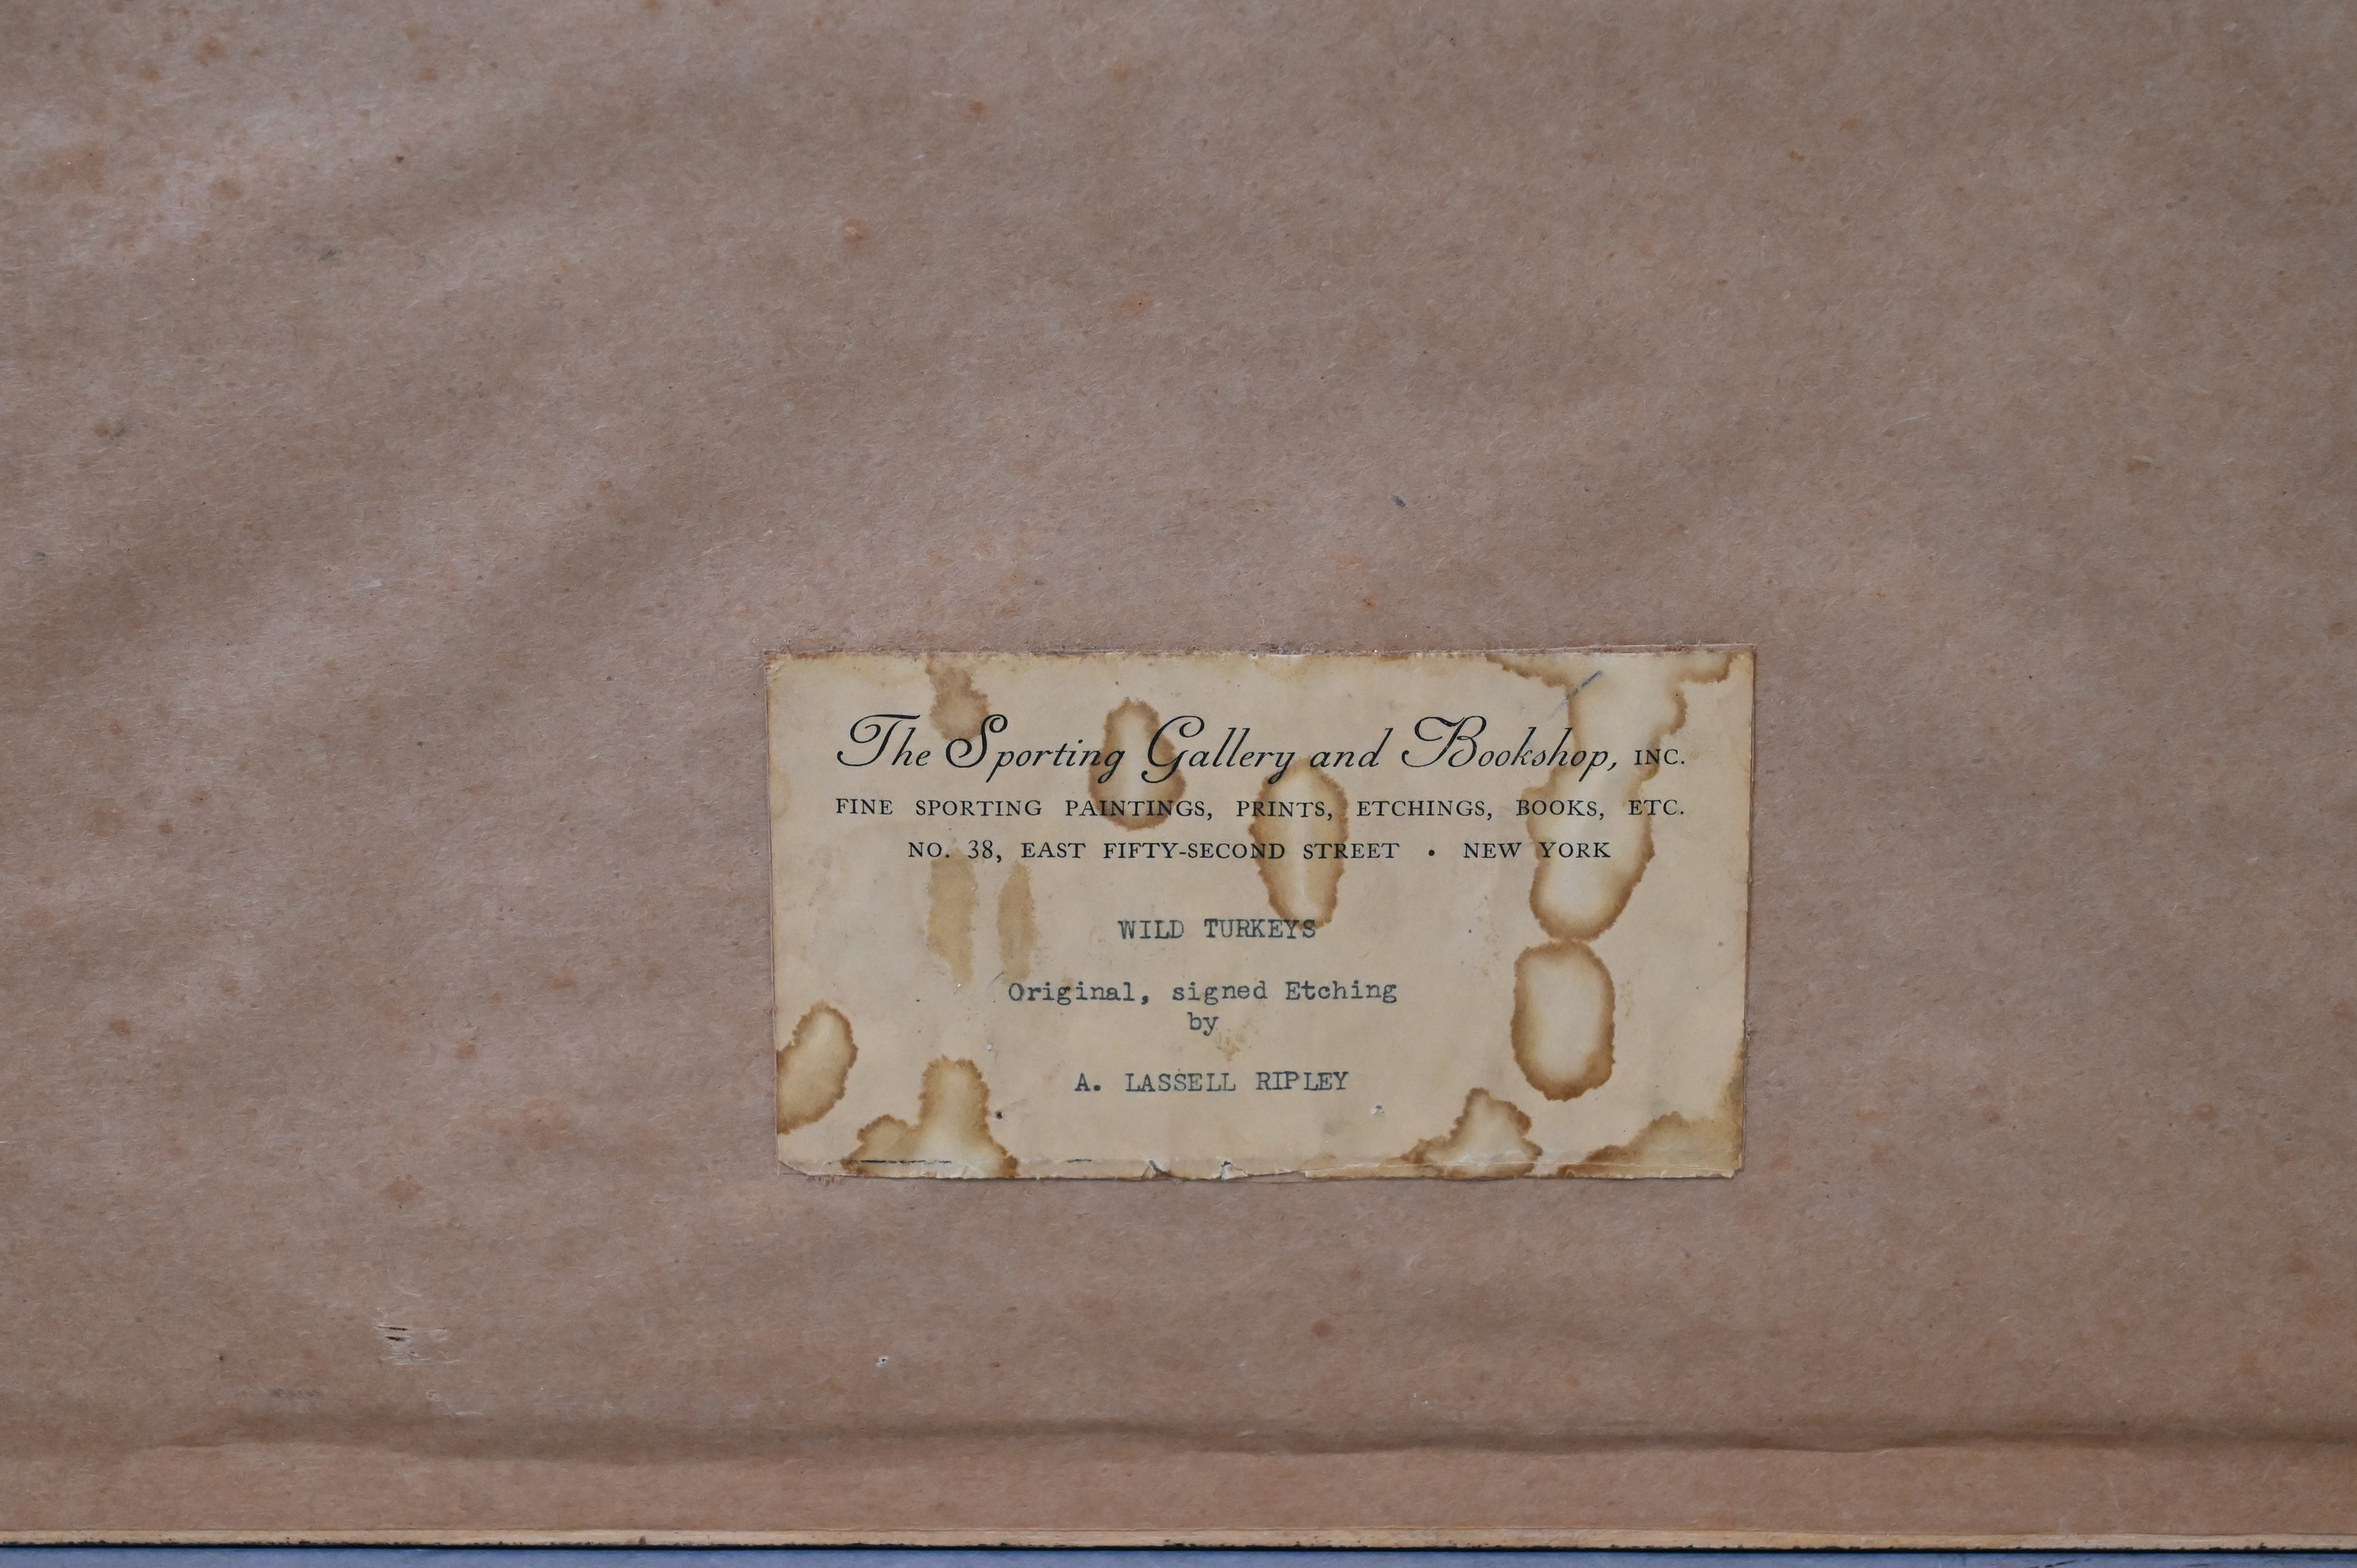 The Sporting Gallery and Bookshop, INC.
FINE SPORTING PAINTINGS, PRINTS, ETCHINGS, BOOKS, ETC.
NO. 38, EAST FIFTY-SECOND STREET • NEW YORK
WILD TURKEYS
Original, signed Etching
by
A. LASSELL RIPLEY